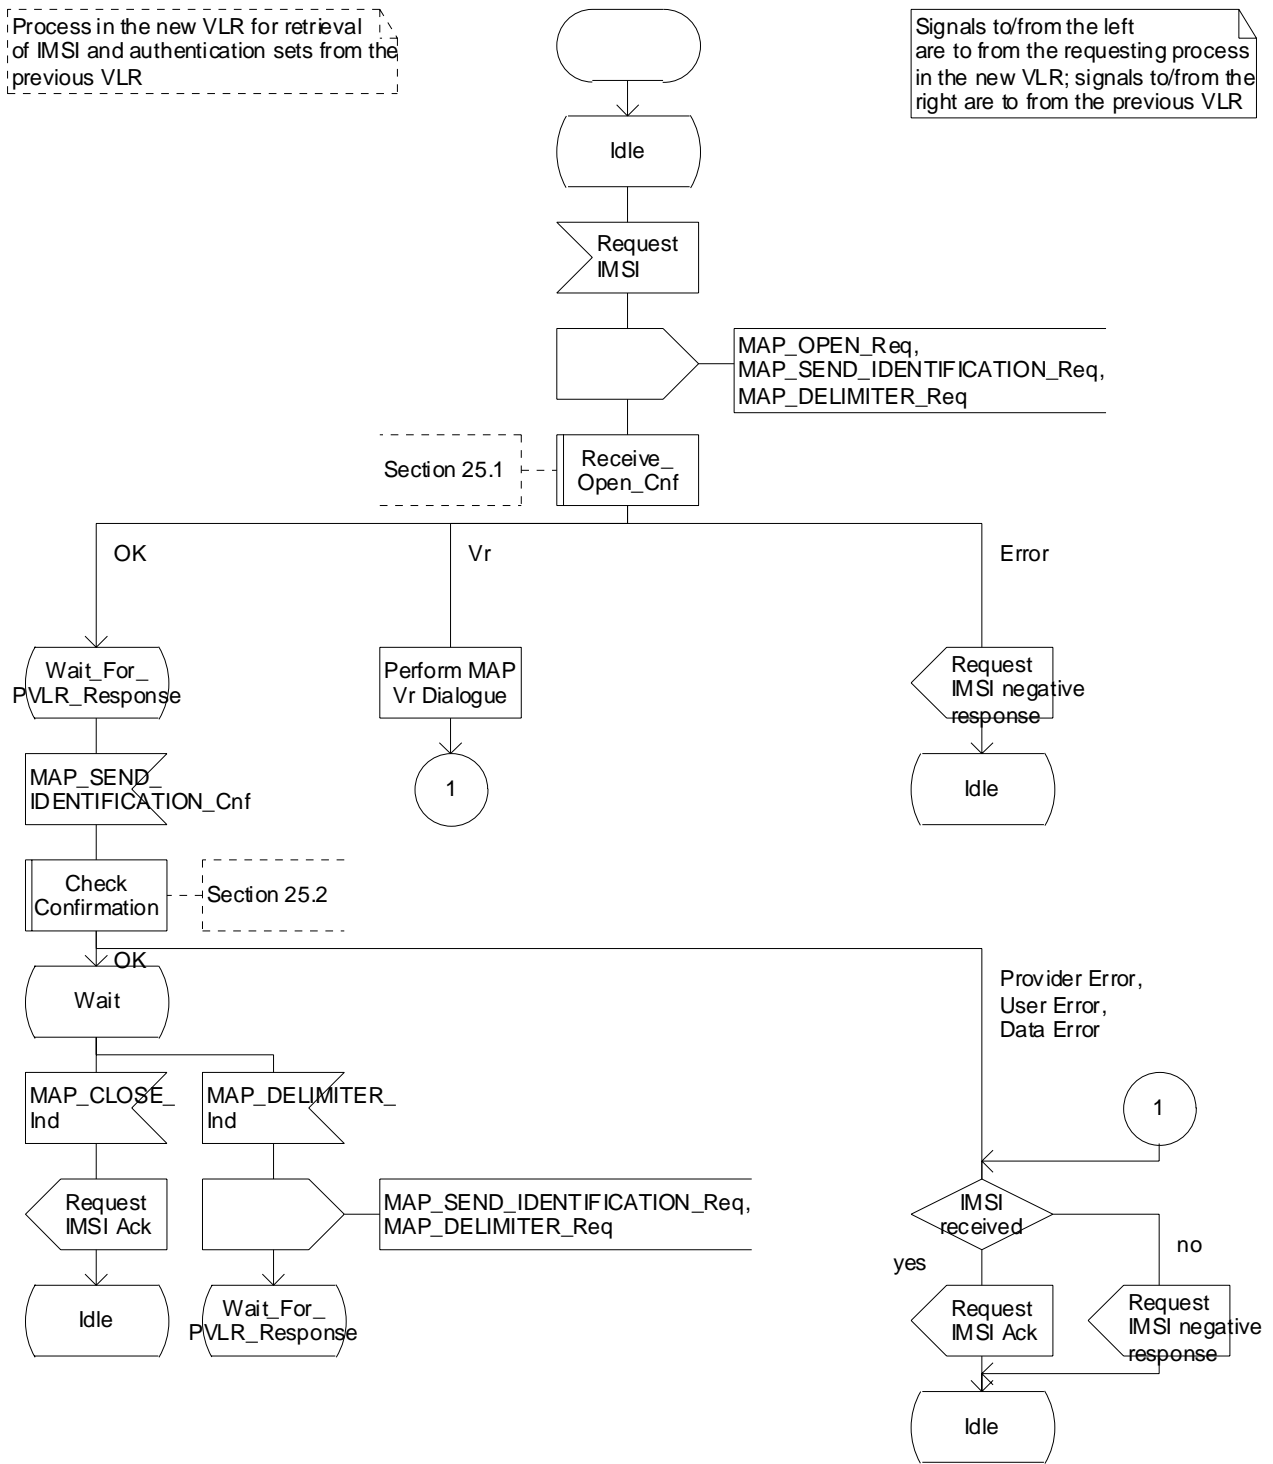 Process in the new VLR for retrieval
of IMSI and authentication sets from the
previous VLR
Signals to/from the left
are to from the requesting process
in the new VLR; signals to/from the
right are to from the previous VLR
Idle
Request
IMSI
MAP_OPEN_Req,
MAP_SEND_IDENTIFICATION_Req,
MAP_DELIMITER_Req
Section 25.1
Receive_
Open_Cnf
OK
Vr
Error
Wait_For_
PVLR_Response
Perform MAP
Vr Dialogue
Request
IMSI negative
response
MAP_SEND_
IDENTIFICATION_Cnf
1
Idle
Check
Confirmation
Section 25.2
OK
Wait
Provider Error,
User Error,
Data Error
MAP_CLOSE_
Ind
MAP_DELIMITER_
Ind
1
Request
IMSI Ack
MAP_SEND_IDENTIFICATION_Req,
MAP_DELIMITER_Req
IMSI
received
yes
no
Idle
Wait_For_
PVLR_Response
Request
IMSI Ack
Request
IMSI negative
response
Idle